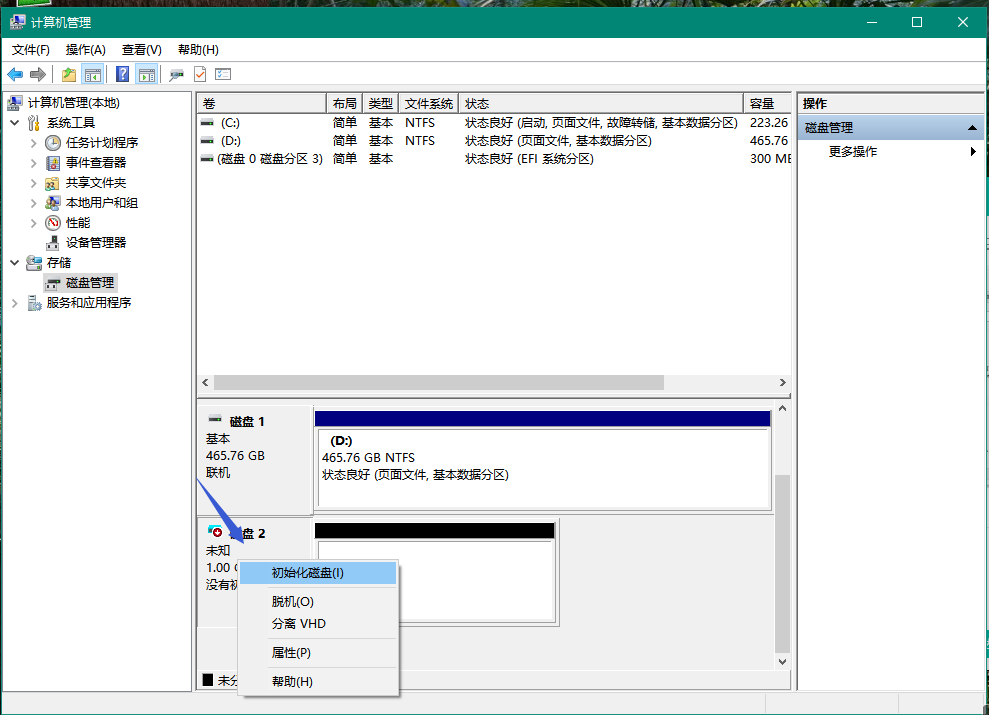 计算机管理
文件(F) 操作(A) 查看(V) 帮助(H)
计算机管理(本地)
系统工具
任务计划程序
事件查看器
共享文件夹
本地用户和组
性能
设备管理器
存储
磁盘管理
服务和应用程序
卷 布局 类型 文件系统 状态 容量
(C:) 简单 基本 NTFS 状态良好 (启动, 页面文件, 故障转储, 基本数据分区) 223.26
(D:) 简单 基本 NTFS 状态良好 (页面文件, 基本数据分区) 465.76
(磁盘 0 磁盘分区 3) 简单 基本 状态良好 (EFI 系统分区) 300 ME
磁盘 1
基本
465.76 GB
联机
(D:)
465.76 GB NTFS
状态良好 (页面文件, 基本数据分区)
盘 2
未知
1.00
没有初
初始化磁盘(I)
脱机(O)
分离 VHD
属性(P)
帮助(H)
未分
操作
磁盘管理
更多操作